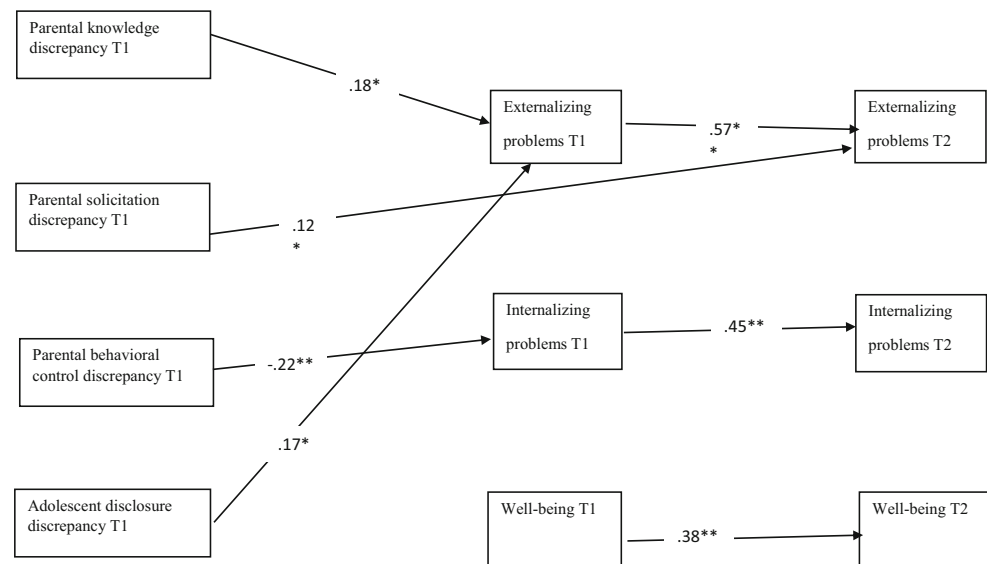 Parental knowledge
discrepancy T1
.18*
Externalizing
problems T1
.57*
*
Externalizing
problems T2
Parental solicitation
discrepancy T1
.12
*
Internalizing
problems T1
.45**
Internalizing
problems T2
Parental behavioral
control discrepancy T1
-.22**
.17*
Adolescent disclosure
discrepancy T1
Well-being T1
.38**
Well-being T2